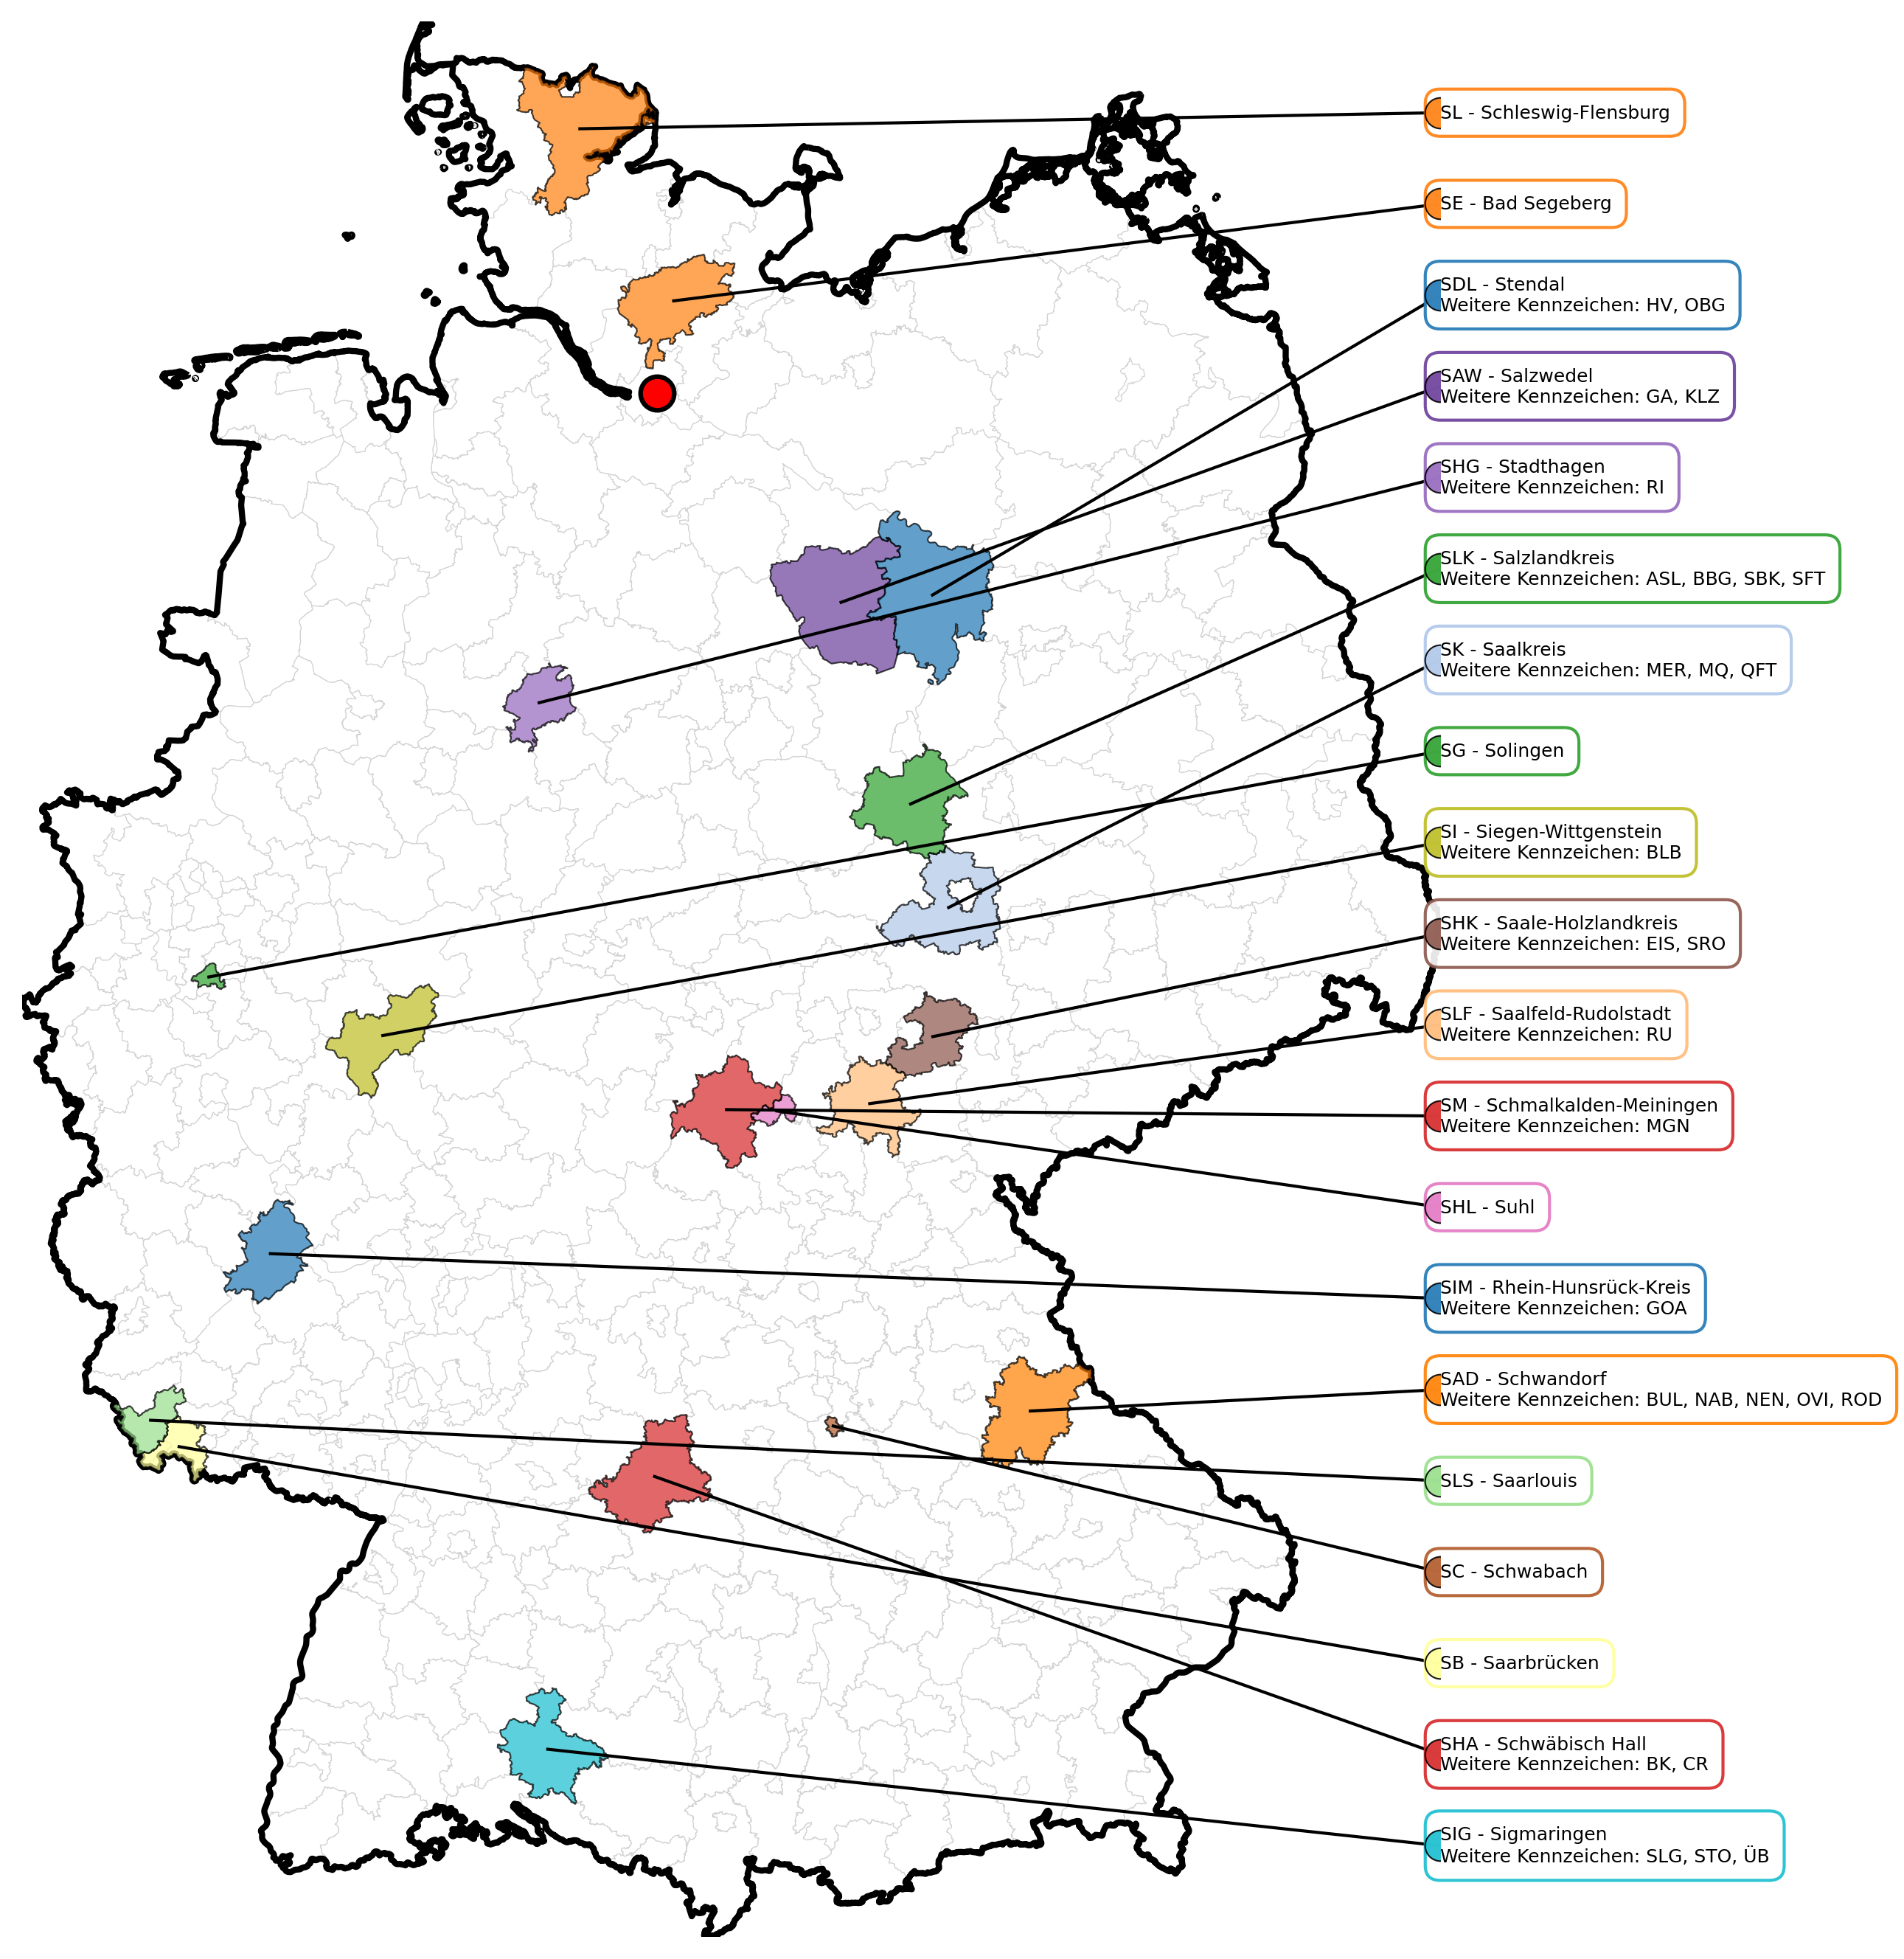 SL - Schleswig-Flensburg
SE - Bad Segeberg
SDL - Stendal
Weitere Kennzeichen: HV, OBG
SAW - Salzwedel
Weitere Kennzeichen: GA, KLZ
SHG - Stadthagen
Weitere Kennzeichen: RI
SLK - Salzlandkreis
Weitere Kennzeichen: ASL, BBG, SBK, SFT
SK - Saalkreis
Weitere Kennzeichen: MER, MQ, QFT
SG - Solingen
SI - Siegen-Wittgenstein
Weitere Kennzeichen: BLB
SHK - Saale-Holzlandkreis
Weitere Kennzeichen: EIS, SRO
SLF - Saalfeld-Rudolstadt
Weitere Kennzeichen: RU
SM - Schmalkalden-Meiningen
Weitere Kennzeichen: MGN
SHL - Suhl
SIM - Rhein-Hunsrück-Kreis
Weitere Kennzeichen: GOA
SAD - Schwandorf
Weitere Kennzeichen: BUL, NAB, NEN, OVI, ROD
SLS - Saarlouis
SC - Schwabach
SB - Saarbrücken
SHA - Schwäbisch Hall
Weitere Kennzeichen: BK, CR
SIG - Sigmaringen
Weitere Kennzeichen: SLG, STO, ÜB